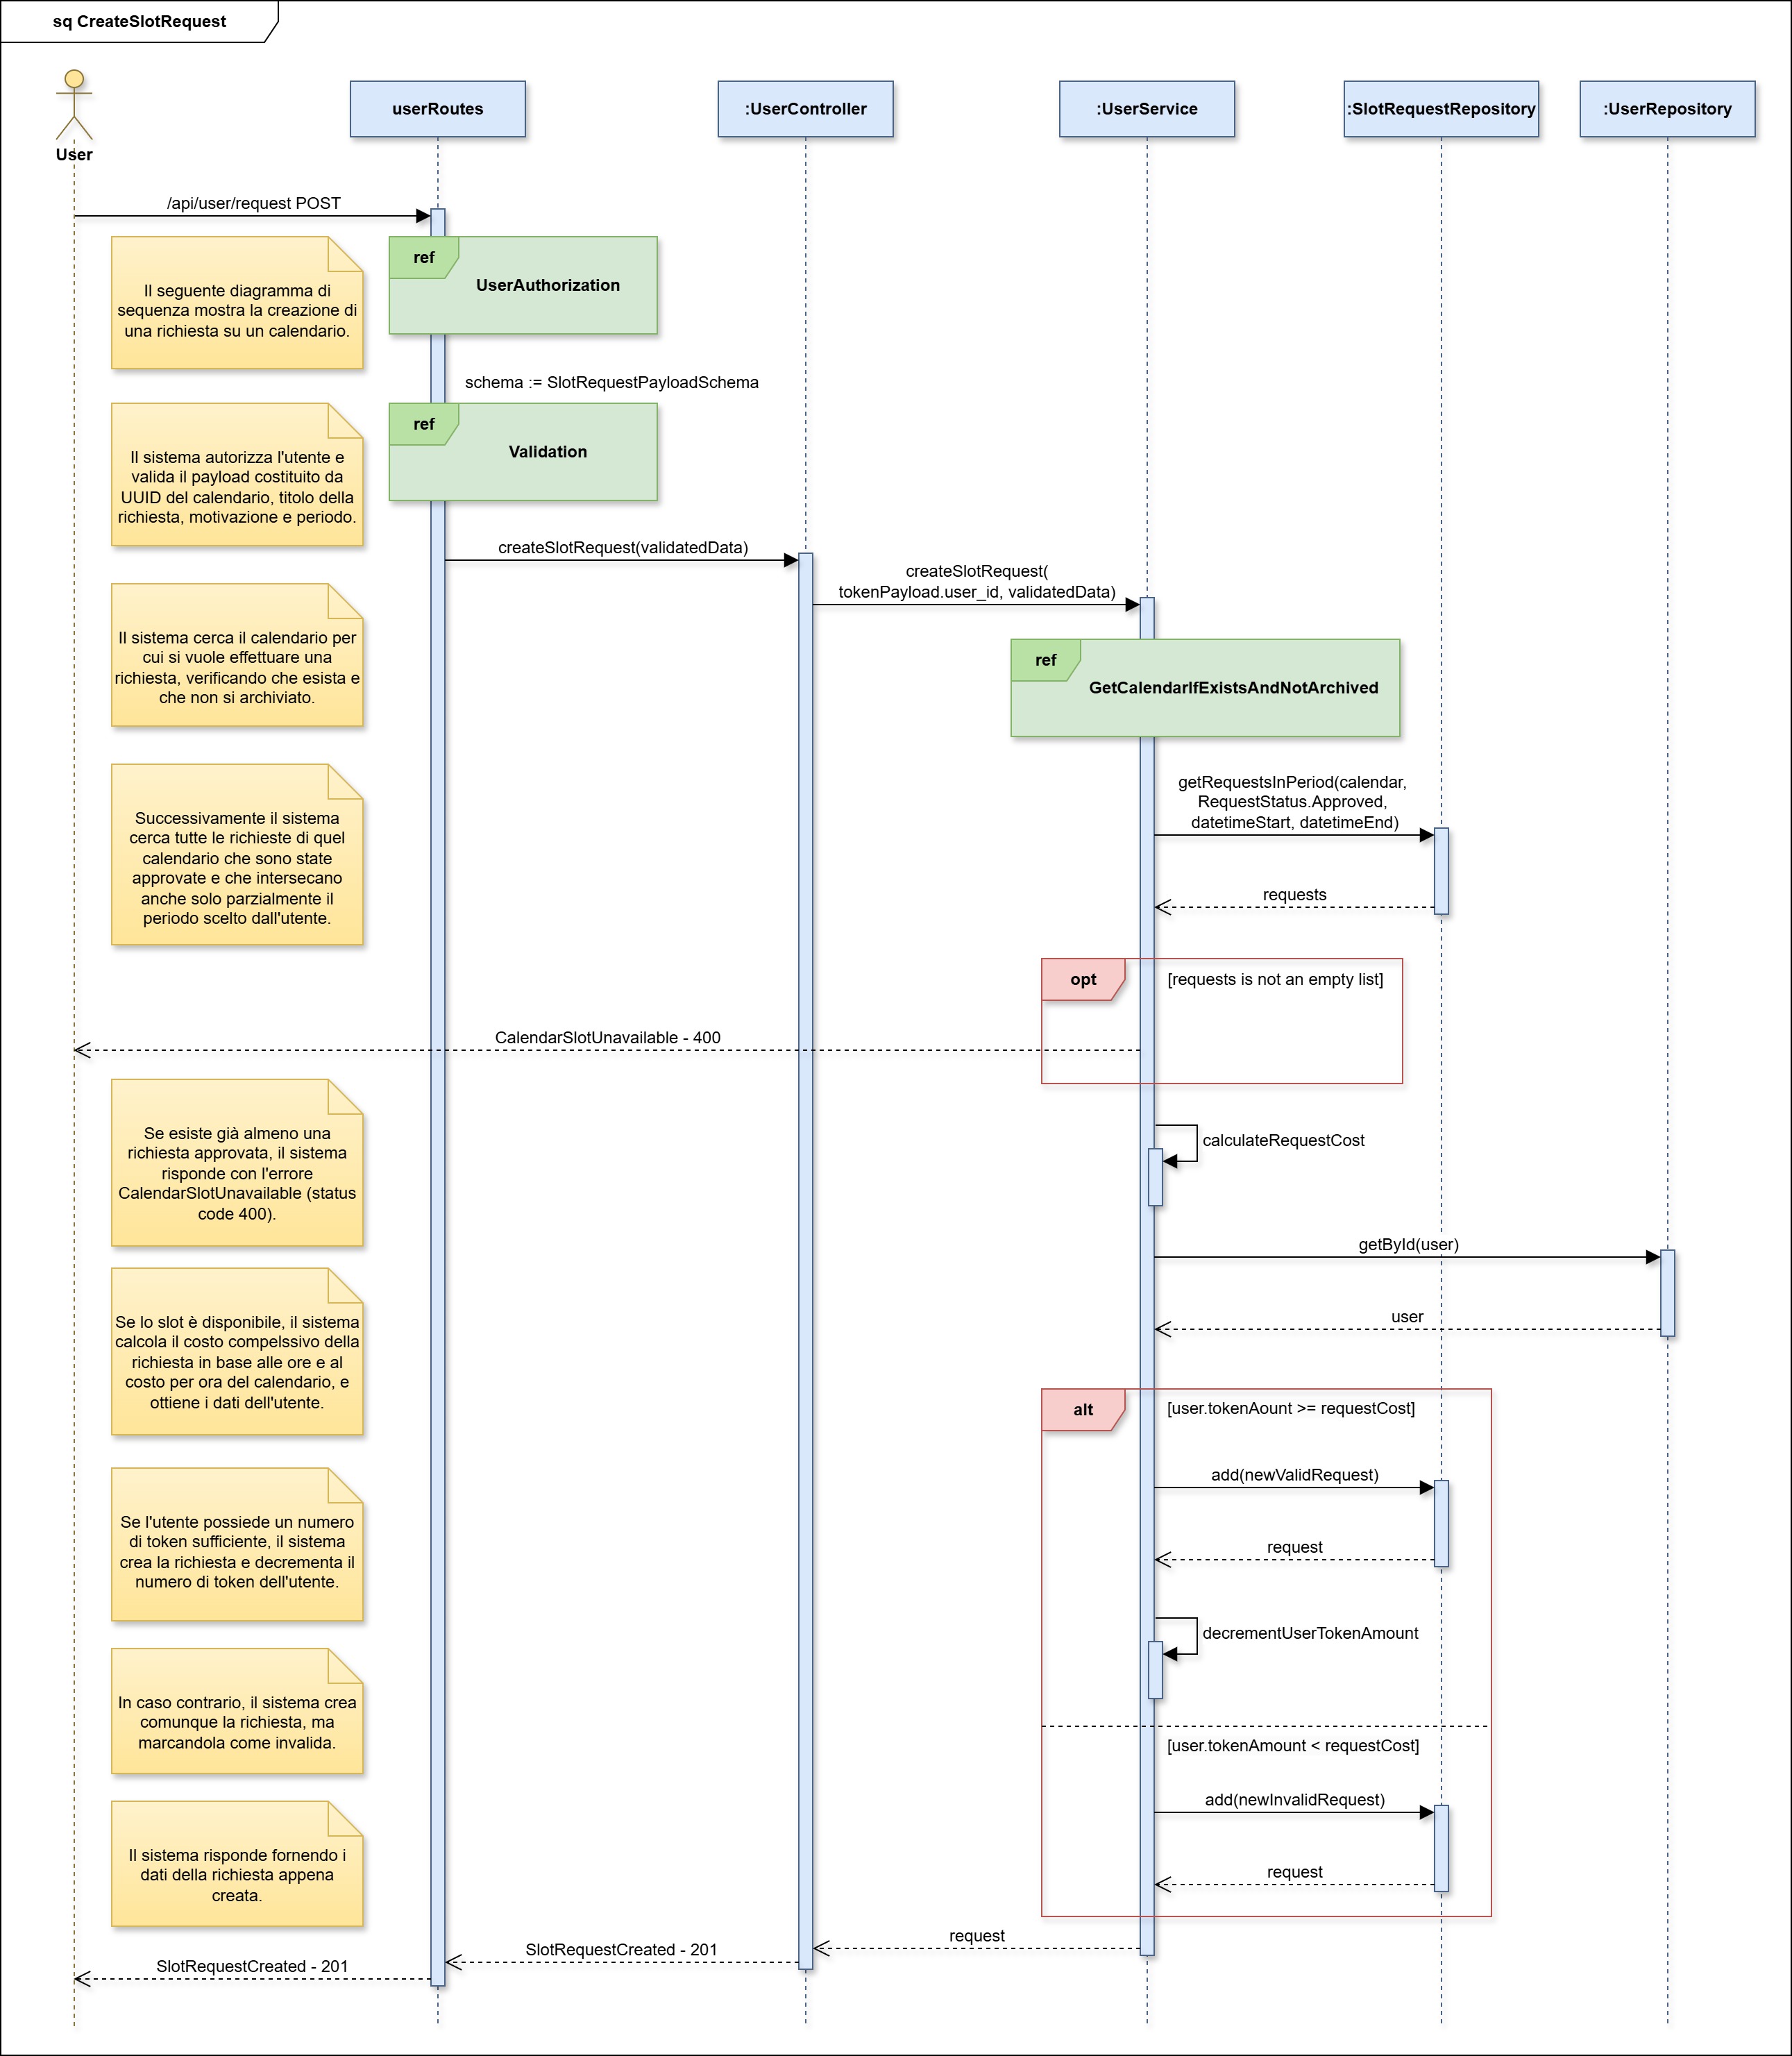 sq CreateSlotRequest
User
userRoutes
:UserController
:UserService
:SlotRequestRepository
:UserRepository
/api/user/request POST
Il seguente diagramma di
sequenza mostra la creazione di
una richiesta su un calendario.
ref
UserAuthorization
schema := SlotRequestPayloadSchema
ref
Validation
Il sistema autorizza l'utente e
valida il payload costituito da
UUID del calendario, titolo della
richiesta, motivazione e periodo.
createSlotRequest(validatedData)
createSlotRequest(
tokenPayload.user_id, validatedData)
Il sistema cerca il calendario per
cui si vuole effettuare una
richiesta, verificando che esista e
che non si archiviato.
ref
GetCalendarIfExistsAndNotArchived
getRequestsInPeriod(calendar,
RequestStatus.Approved,
datetimeStart, datetimeEnd)
Successivamente il sistema
cerca tutte le richieste di quel
calendario che sono state
approvate e che intersecano
anche solo parzialmente il
periodo scelto dall'utente.
requests
opt
[requests is not an empty list]
CalendarSlotUnavailable - 400
Se esiste già almeno una
richiesta approvata, il sistema
risponde con l'errore
CalendarSlotUnavailable (status
code 400).
calculateRequestCost
getById(user)
user
Se lo slot è disponibile, il sistema
calcola il costo compelssivo della
richiesta in base alle ore e al
costo per ora del calendario, e
ottiene i dati dell'utente.
alt
[user.tokenAount >= requestCost]
add(newValidRequest)
request
Se l'utente possiede un numero
di token sufficiente, il sistema
crea la richiesta e decrementa il
numero di token dell'utente.
decrementUserTokenAmount
In caso contrario, il sistema crea
comunque la richiesta, ma
marcandola come invalida.
[user.tokenAmount < requestCost]
add(newInvalidRequest)
request
Il sistema risponde fornendo i
dati della richiesta appena
creata.
request
SlotRequestCreated - 201
SlotRequestCreated - 201